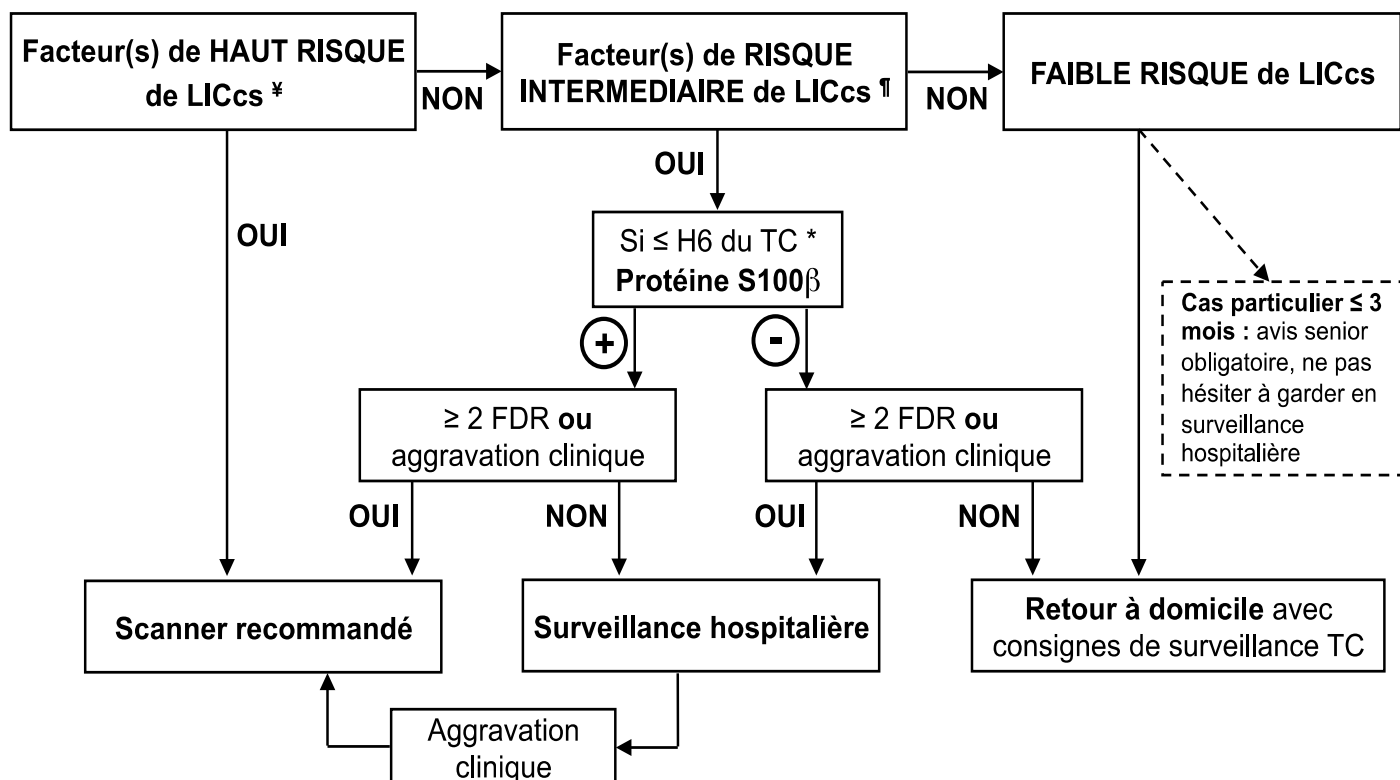 Facteur(s) de HAUT RISQUE
de LICcs ¥
NON
Facteur(s) de RISQUE
INTERMEDIAIRE de LICcs ¶
NON
FAIBLE RISQUE de LICcs
OUI
OUI
Si ≤ H6 du TC *
Protéine S100β
+
-
Cas particulier ≤ 3
mois : avis senior
obligatoire, ne pas
hésiter à garder en
surveillance
hospitalière
≥ 2 FDR ou
aggravation clinique
≥ 2 FDR ou
aggravation clinique
OUI
NON
OUI
NON
Scanner recommandé
Surveillance hospitalière
Retour à domicile avec
consignes de surveillance TC
Aggravation
clinique